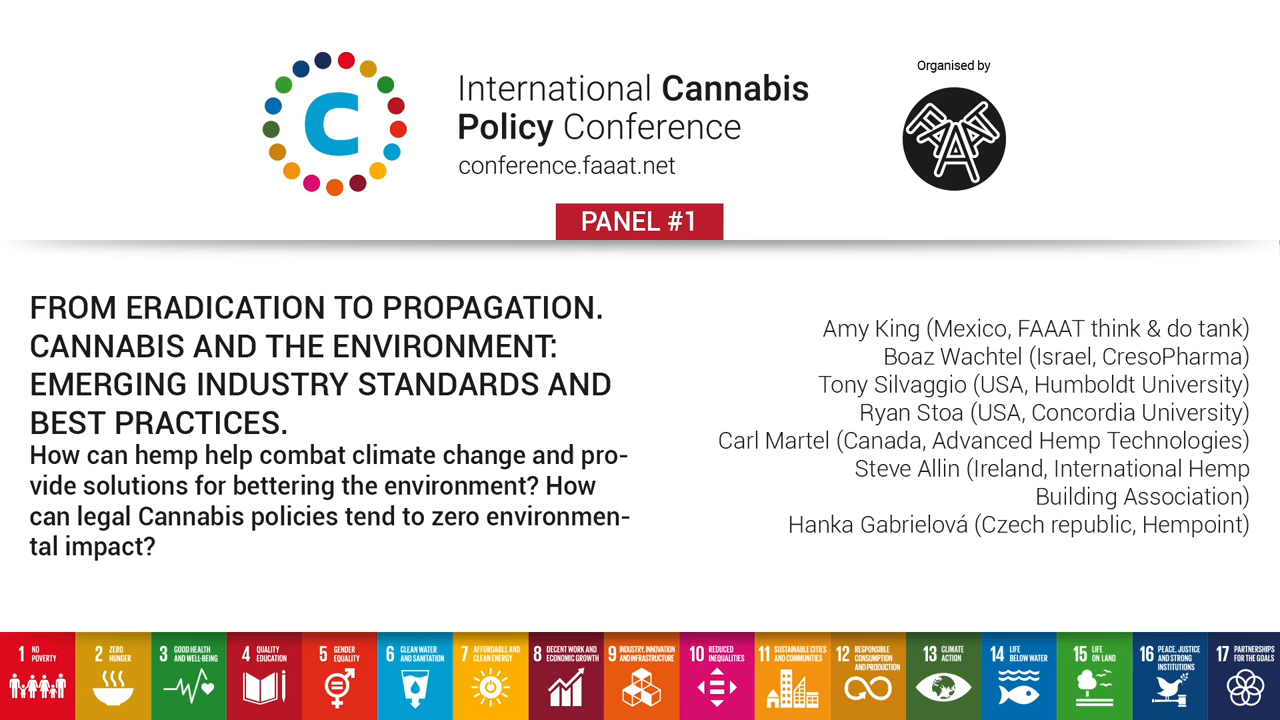 International Cannabis
Policy Conference
conference.faaat.net
C
Organised by
FAAAT
PANEL #1
FROM ERADICATION TO PROPAGATION.
CANNABIS AND THE ENVIRONMENT:
EMERGING INDUSTRY STANDARDS AND
BEST PRACTICES.
How can hemp help combat climate change and pro-
vide solutions for bettering the environment? How
can legal Cannabis policies tend to zero environmen-
tal impact?
Amy King (Mexico, FAAAT think & do tank)
Boaz Wachtel (Israel, CresoPharma)
Tony Silvaggio (USA, Humboldt University)
Ryan Stoa (USA, Concordia University)
Carl Martel (Canada, Advanced Hemp Technologies)
Steve Allin (Ireland, International Hemp
Building Association)
Hanka Gabrielová (Czech republic, Hempoint)
1 NO
POVERTY
2 ZERO
HUNGER
3 GOOD HEALTH
AND WELL-BEING
4 QUALITY
EDUCATION
5 GENDER
EQUALITY
6 CLEAN WATER
AND SANITATION
7 AFFORDABLE AND
CLEAN ENERGY
8 DECENT WORK AND
ECONOMIC GROWTH
9 INDUSTRY, INNOVATION
AND INFRASTRUCTURE
10 REDUCED
INEQUALITIES
11 SUSTAINABLE CITIES
AND COMMUNITIES
12 RESPONSIBLE
CONSUMPTION
AND PRODUCTION
13 CLIMATE
ACTION
14 LIFE
BELOW WATER
15 LIFE
ON LAND
16 PEACE, JUSTICE
AND STRONG
INSTITUTIONS
17 PARTNERSHIPS
FOR THE GOALS